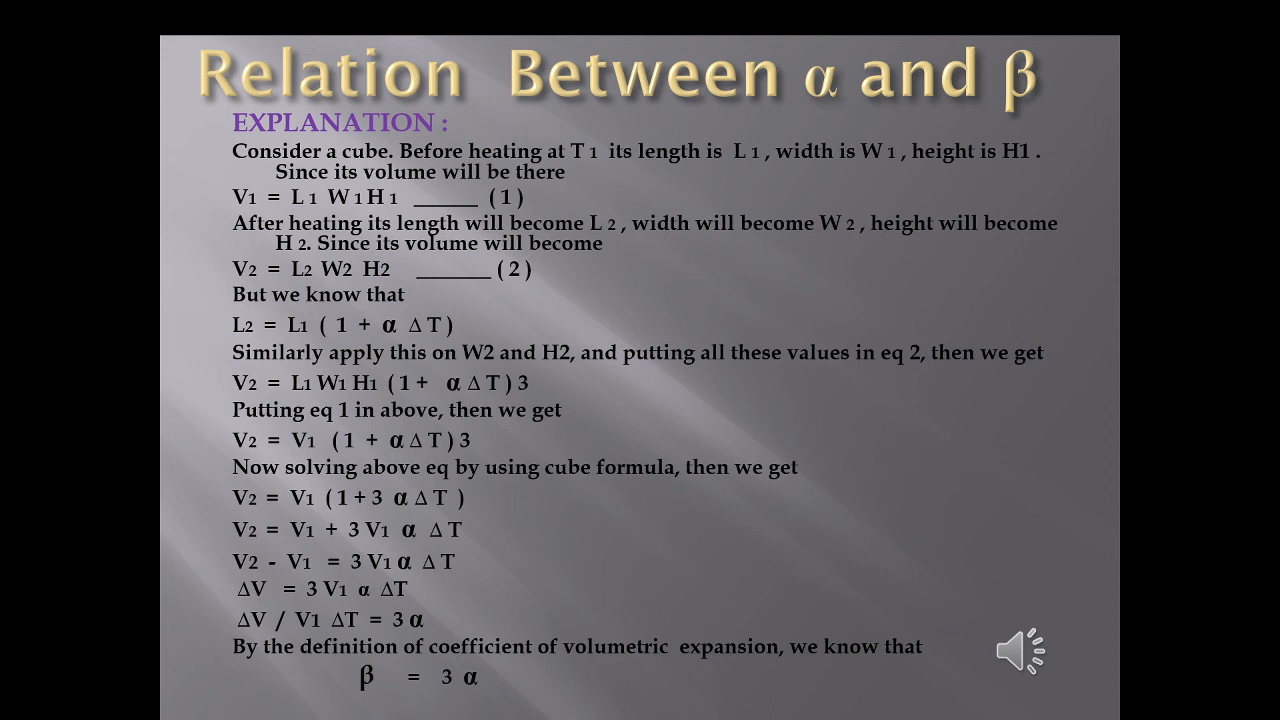 Relation Between α and β
EXPLANATION :
Consider a cube. Before heating at T 1 its length is L 1 , width is W 1 , height is H1 .
Since its volume will be there
V1 = L 1 W 1 H 1 ______ ( 1 )
After heating its length will become L 2 , width will become W 2 , height will become
H 2. Since its volume will become
V2 = L2 W2 H2 _______ ( 2 )
But we know that
L2 = L1 ( 1 + α Δ T )
Similarly apply this on W2 and H2, and putting all these values in eq 2, then we get
V2 = L1 W1 H1 ( 1 + α Δ T ) 3
Putting eq 1 in above, then we get
V2 = V1 ( 1 + α Δ T ) 3
Now solving above eq by using cube formula, then we get
V2 = V1 ( 1 + 3 α Δ T )
V2 = V1 + 3 V1 α Δ T
V2 - V1 = 3 V1 α Δ T
ΔV = 3 V1 α ΔT
ΔV / V1 ΔT = 3 α
By the definition of coefficient of volumetric expansion, we know that
β = 3 α